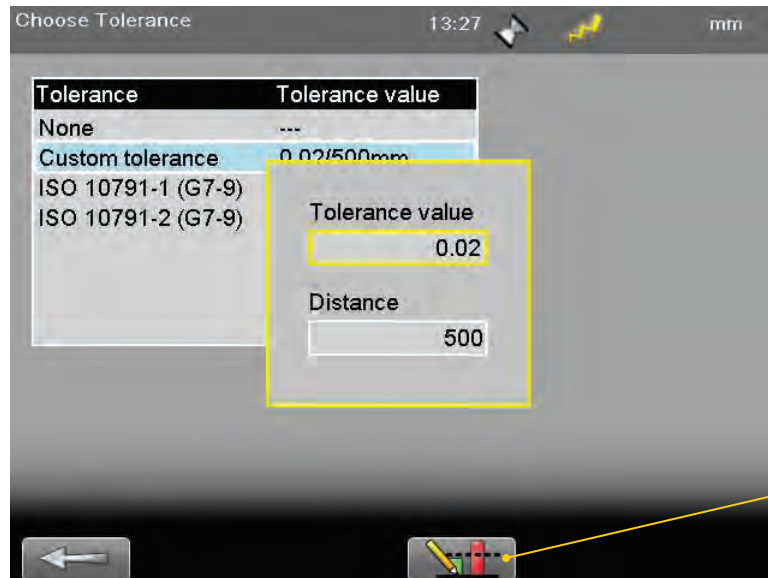 Choose Tolerance 13:27 mm
Tolerance Tolerance value
None ---
Custom tolerance 0.02/500mm
ISO 10791-1 (G7-9)
ISO 10791-2 (G7-9)
Tolerance value
0.02
Distance
500